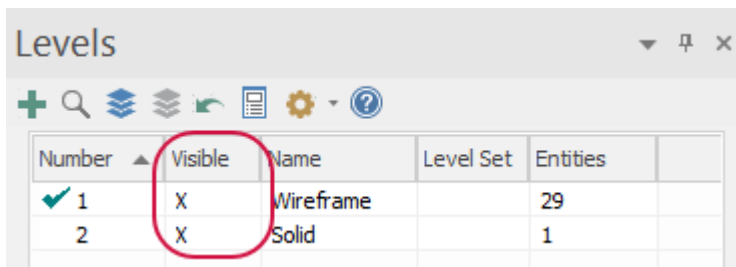 Levels
Number Visible Name Level Set Entities
1 X Wireframe 29
2 X Solid 1